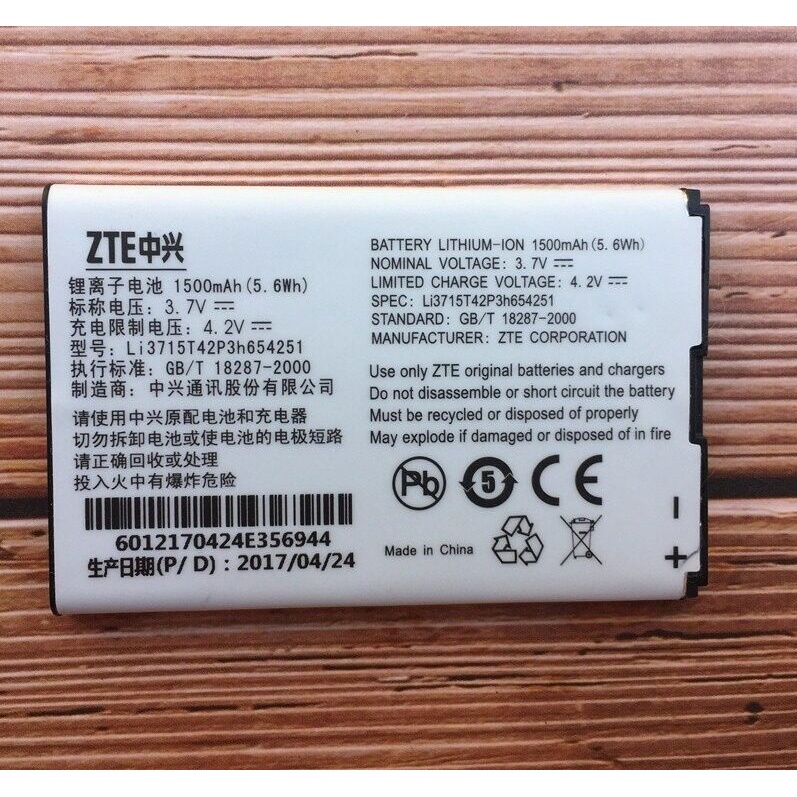 ZTE中兴
锂离子电池 1500mAh(5.6Wh)
标称电压: 3.7V
充电限制电压: 4.2V
型号: Li3715T42P3h654251
执行标准: GB/T 18287-2000
制造商: 中兴通讯股份有限公司
请使用中兴原配电池和充电器
切勿拆卸电池或使电池的电极短路
请正确回收或处理
投入火中有爆炸危险
6012170424E356944
生产日期(P/ D) : 2017/04/24
BATTERY LITHIUM-ION 1500mAh(5.6Wh)
NOMINAL VOLTAGE: 3.7V
LIMITED CHARGE VOLTAGE: 4.2V
SPEC: Li3715T42P3h654251
STANDARD: GB/T 18287-2000
MANUFACTURER: ZTE CORPORATION
Use only ZTE original batteries and chargers
Do not disassemble or short circuit the battery
Must be recycled or disposed of properly
May explode if damaged or disposed of in fire
Pb 5 CE
Made in China
-
+